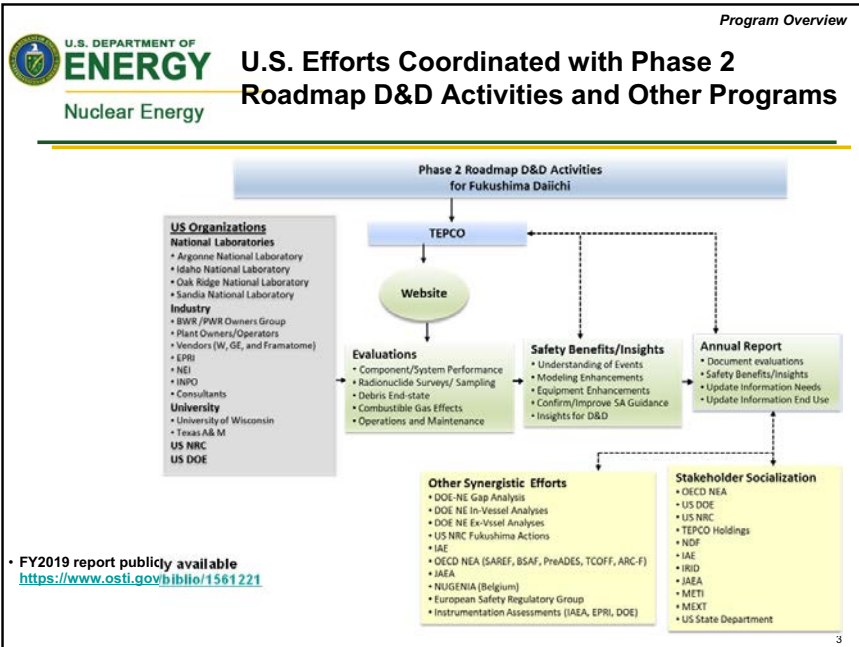 Program Overview
U.S. DEPARTMENT OF
ENERGY
Nuclear Energy
U.S. Efforts Coordinated with Phase 2
Roadmap D&D Activities and Other Programs
Phase 2 Roadmap D&D Activities
for Fukushima Daiichi
TEPCO
Website
US Organizations
National Laboratories
• Argonne National Laboratory
• Idaho National Laboratory
• Oak Ridge National Laboratory
• Sandia National Laboratory
Industry
• BWR /PWR Owners Group
• Plant Owners/Operators
• Vendors (W, GE, and Framatome)
• EPRI
• NEI
• INPO
• Consultants
University
• University of Wisconsin
• Texas A& M
US NRC
US DOE
Evaluations
• Component/System Performance
• Radionuclide Surveys/ Sampling
• Debris End-state
• Combustible Gas Effects
• Operations and Maintenance
Safety Benefits/Insights
• Understanding of Events
• Modeling Enhancements
• Equipment Enhancements
• Confirm/Improve SA Guidance
• Insights for D&D
Annual Report
• Document evaluations
• Safety Benefits/Insights
• Update Information Needs
• Update Information End Use
Other Synergistic Efforts
• DOE-NE Gap Analysis
• DOE NE In-Vessel Analyses
• DOE NE Ex-Vssel Analyses
• US NRC Fukushima Actions
• IAE
• OECD NEA (SAREF, BSAF, PreADES, TCOFF, ARC-F)
• JAEA
• NUGENIA (Belgium)
• European Safety Regulatory Group
• Instrumentation Assessments (IAEA, EPRI, DOE)
Stakeholder Socialization
• OECD NEA
• US DOE
• US NRC
• TEPCO Holdings
• NDF
• IAE
• IRID
• JAEA
• METI
• MEXT
• US State Department
• FY2019 report publicly available
https://www.osti.gov/biblio/1561221
3